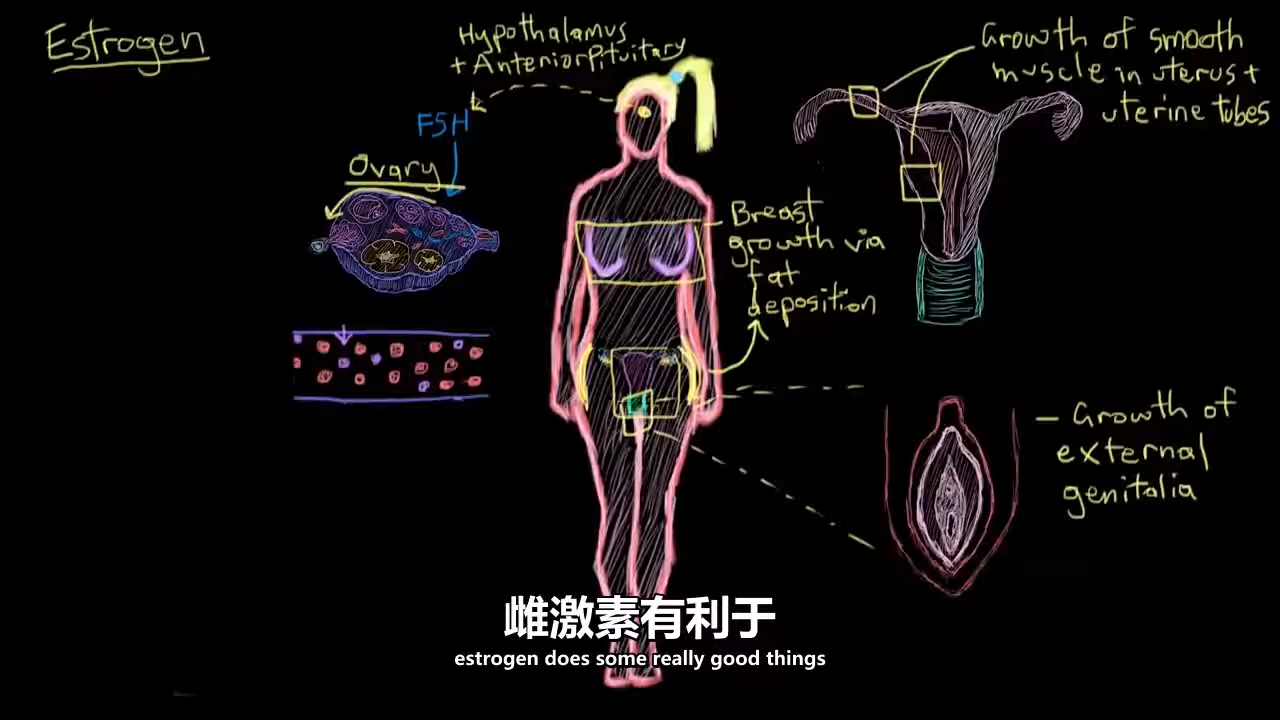 Estrogen
Hypothalamus
+ Anterior Pituitary
FSH
Ovary
Growth of smooth
muscle in uterus +
uterine tubes
Breast
growth via
fat
deposition
- Growth of
external
genitalia
雌激素有利于
estrogen does some really good things